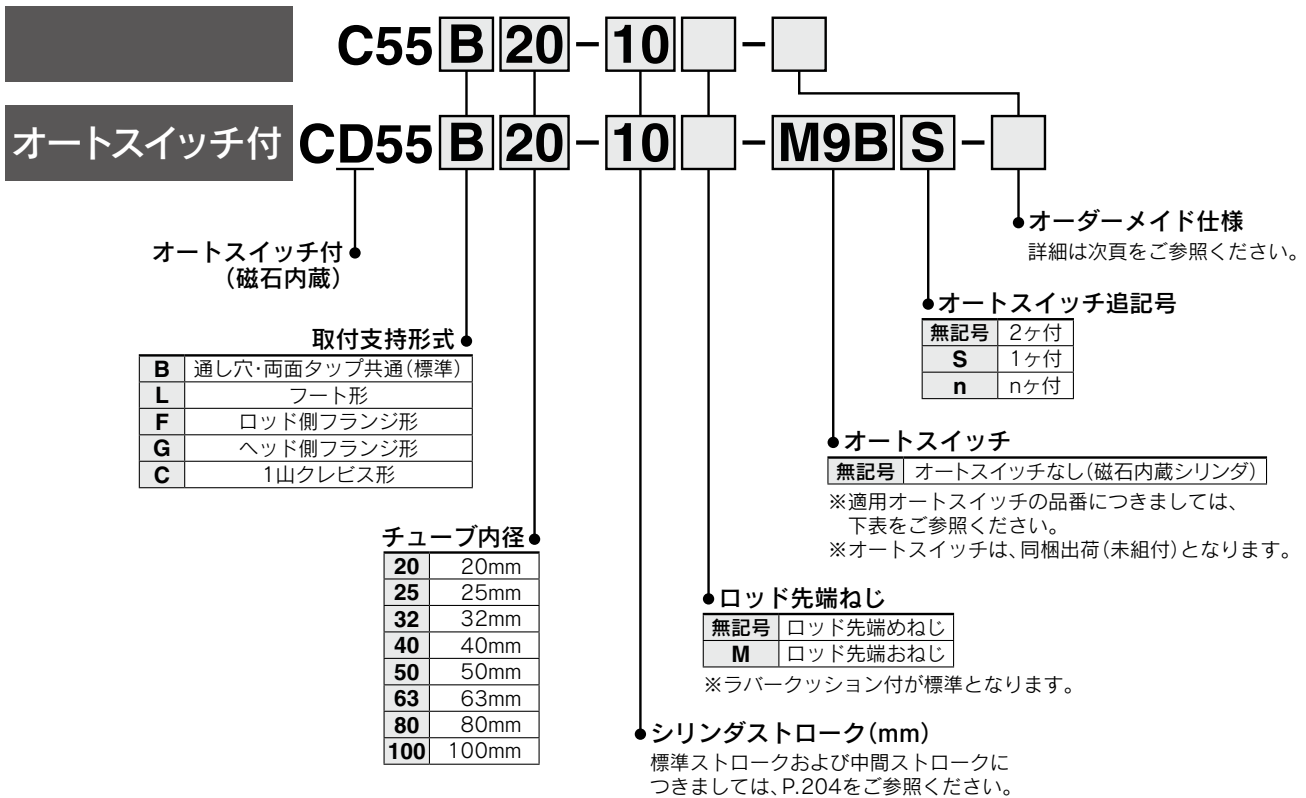 C55 B 20 - 10 □ - □
オートスイッチ付 CD55 B 20 - 10 □ - M9B S - □
●オーダーメイド仕様
詳細は次頁をご参照ください。
オートスイッチ付●
(磁石内蔵)
●オートスイッチ追記号
無記号 2ヶ付
S 1ヶ付
n nヶ付
取付支持形式●
B 通し穴・両面タップ共通(標準)
L フート形
F ロッド側フランジ形
G ヘッド側フランジ形
C 1山クレビス形
●オートスイッチ
無記号 オートスイッチなし(磁石内蔵シリンダ)
※適用オートスイッチの品番につきましては、
下表をご参照ください。
※オートスイッチは、同梱出荷(未組付)となります。
チューブ内径●
20 20mm
25 25mm
32 32mm
40 40mm
50 50mm
63 63mm
80 80mm
100 100mm
●ロッド先端ねじ
無記号 ロッド先端めねじ
M ロッド先端おねじ
※ラバークッション付が標準となります。
●シリンダストローク(mm)
標準ストロークおよび中間ストロークに
つきましては、P.204をご参照ください。